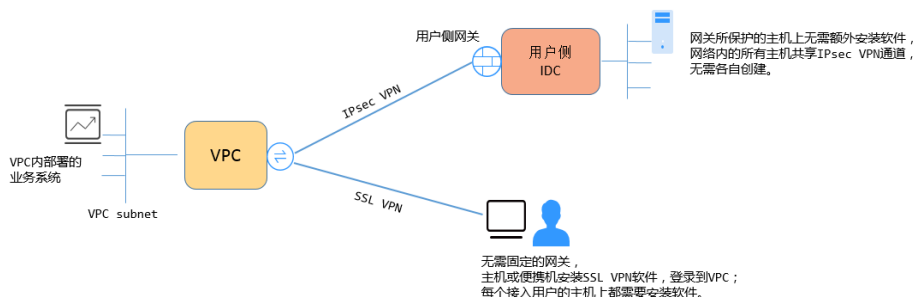 用户侧网关
用户侧
IDC
网关所保护的主机上无需额外安装软件，
网络内的所有主机共享IPsec VPN通道，
无需各自创建。
IPsec VPN
VPC
VPC内部署的
业务系统
VPC subnet
SSL VPN
无需固定的网关，
主机或便携机安装SSL VPN软件，登录到VPC；
每个接入用户的主机上都需要安装软件。